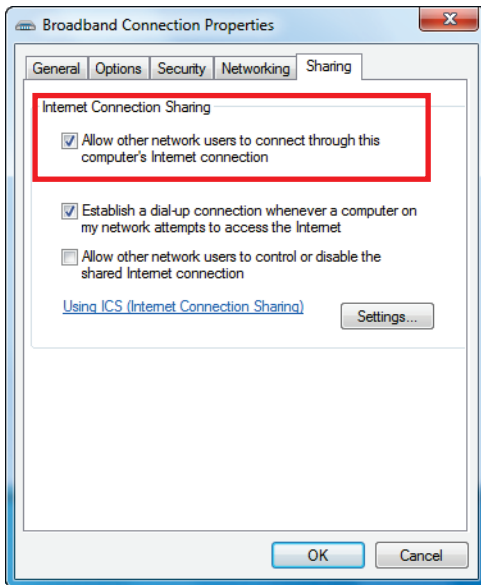 Broadband Connection Properties
X
General Options Security Networking Sharing
Internet Connection Sharing
Allow other network users to connect through this
computer's Internet connection
Establish a dial-up connection whenever a computer on
my network attempts to access the Internet
Allow other network users to control or disable the
shared Internet connection
Using ICS (Internet Connection Sharing)
Settings...
OK Cancel